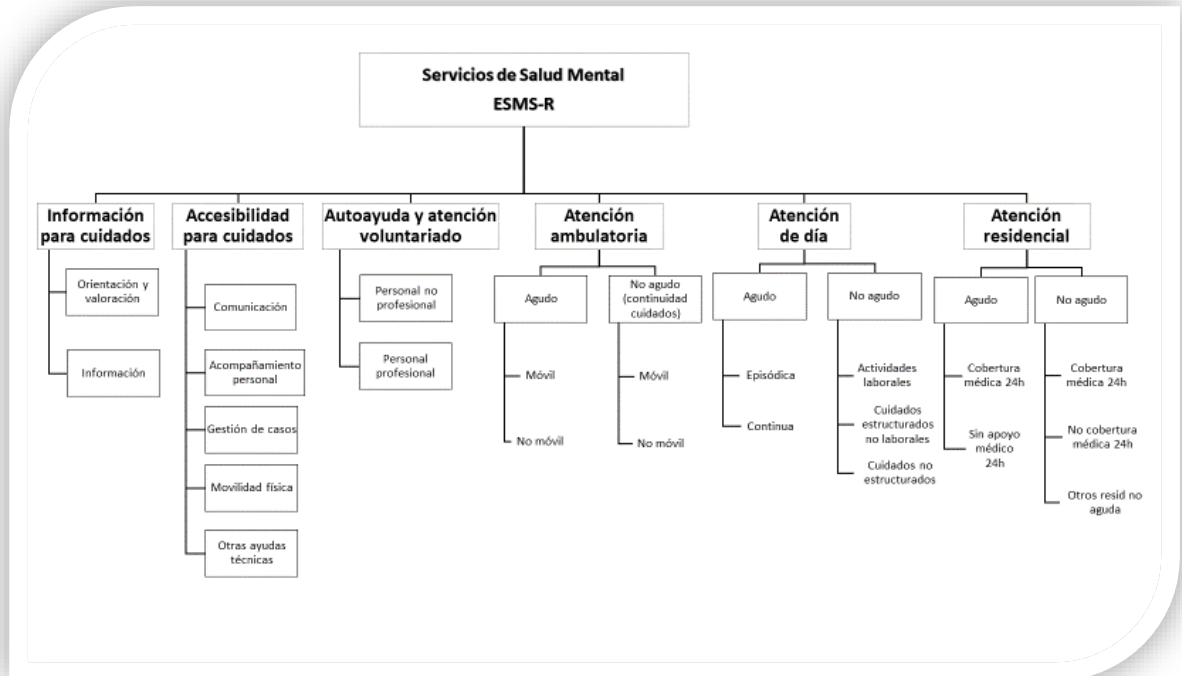 Servicios de Salud Mental
ESMS-R
Información
para cuidados
Accesibilidad
para cuidados
Autoayuda y atención
voluntariado
Atención
ambulatoria
Atención
de día
Atención
residencial
Orientación y
valoración
Información
Comunicación
Acompañamiento
personal
Gestión de casos
Movilidad física
Otras ayudas
técnicas
Personal no
profesional
Personal
profesional
Agudo
Móvil
No móvil
No agudo
(continuidad
cuidados)
Móvil
No móvil
Agudo
Episódica
Continua
No agudo
Actividades
laborales
Cuidados
estructurados
no laborales
Cuidados no
estructurados
Agudo
Cobertura
médica 24h
Sin apoyo
médico
24h
No agudo
Cobertura
médica 24h
No cobertura
médica 24h
Otros resid no
aguda